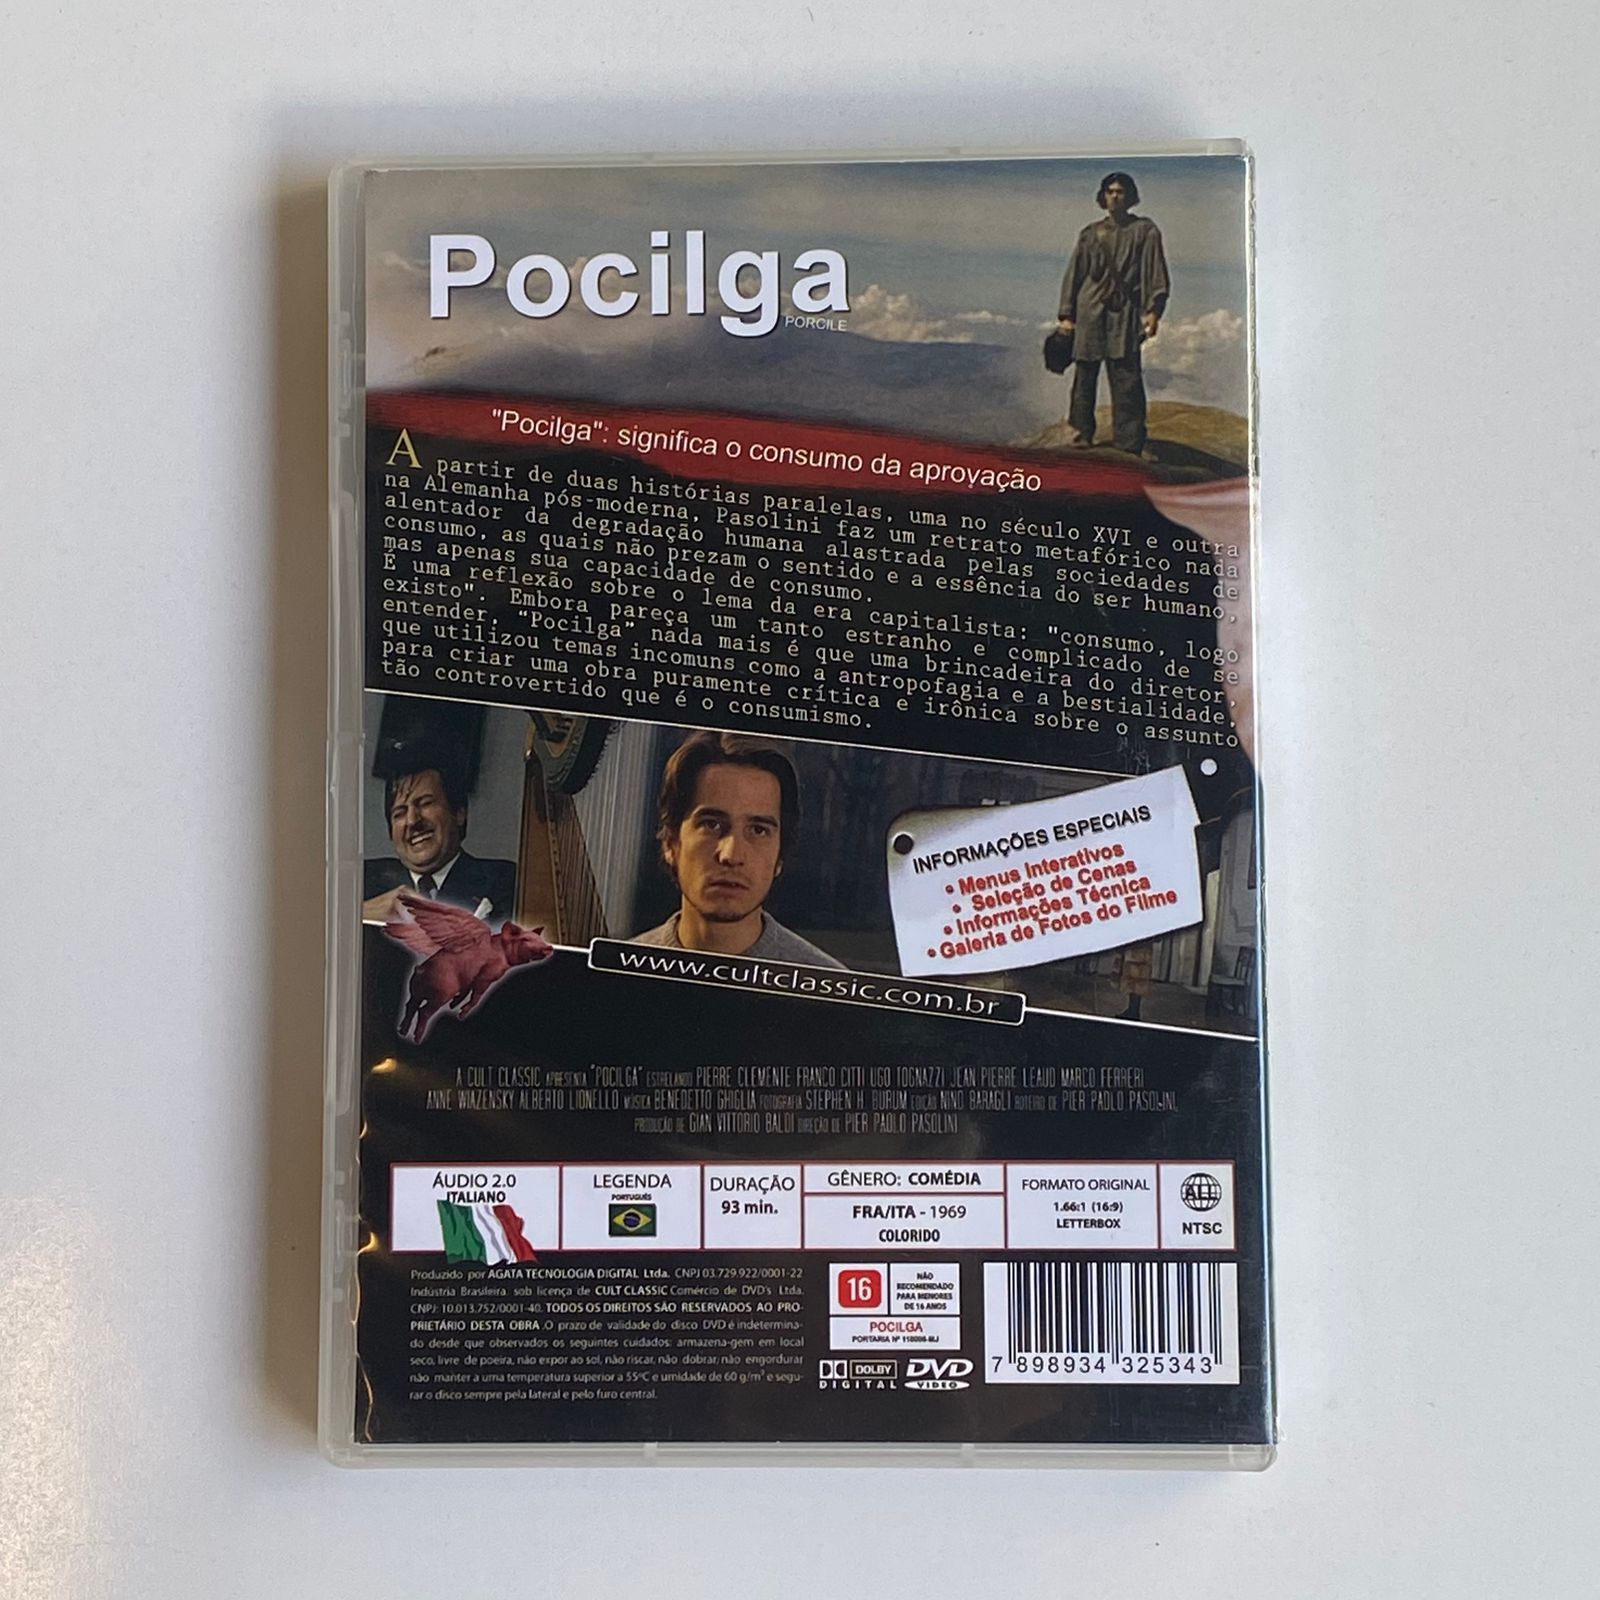 Pocilga
PORCILE
"Pocilga": significa o consumo da aprovação
A partir de duas histórias paralelas, uma no século XVI e outra
na Alemanha pós-moderna, Pasolini faz um retrato metafórico nada
alentador da degradação humana alastrada pelas sociedades de
consumo, as quais não prezam o sentido e a essência do ser humano,
mas apenas sua capacidade de consumo.
É uma reflexão sobre o lema da era capitalista: "consumo, logo
existo". Embora pareça um tanto estranho e complicado de se
entender, "Pocilga" nada mais é que uma brincadeira do diretor,
que utilizou temas incomuns como a antropofagia e a bestialidade,
para criar uma obra puramente crítica e irônica sobre o assunto
tão controvertido que é o consumismo.
INFORMAÇÕES ESPECIAIS
• Menus Interativos
• Seleção de Cenas
• Informações Técnica
• Galeria de Fotos do Filme
www.cultclassic.com.br
A CULT CLASSIC APRESENTA "POCILGA" ESTRELANDO PIERRE CLEMENTE FRANCO CITTI UGO TOGNAZZI JEAN PIERRE LEAUD MARCO FERRERI
ANNE WIAZENSKY ALBERTO LIONELLO MÚSICA BENEDETTO GHIGLIA FOTOGRAFIA STEPHEN H. BURUM EDIÇÃO NINO BARAGLI ROTEIRO DE PIER PAOLO PASOLINI,
PRODUÇÃO DE GIAN VITTORIO BALDI DIREÇÃO DE PIER PAOLO PASOLINI
ÁUDIO 2.0
ITALIANO
LEGENDA
PORTUGUÊS
DURAÇÃO
93 min.
GÊNERO: COMÉDIA
FRA/ITA - 1969
COLORIDO
FORMATO ORIGINAL
1.66:1 (16:9)
LETTERBOX
ALL
NTSC
Produzido por AGATA TECNOLOGIA DIGITAL Ltda. CNPJ 03.729.922/0001-22
Indústria Brasileira sob licença de CULT CLASSIC Comércio de DVD's Ltda.
CNPJ: 10.013.752/0001-40. TODOS OS DIREITOS SÃO RESERVADOS AO PRO-
PRIETÁRIO DESTA OBRA .O prazo de validade do disco DVD é indetermina-
do desde que observados os seguintes cuidados: armazena-gem em local
seco, livre de poeira, não expor ao sol, não riscar, não dobrar, não engordurar
não manter a uma temperatura superior a 55ºC e umidade de 60 g/m³ e segu-
rar o disco sempre pela lateral e pelo furo central.
16
NÃO
RECOMENDADO
PARA MENORES
DE 16 ANOS
POCILGA
DOLBY
DIGITAL
DVD
VIDEO
7 898934 325343